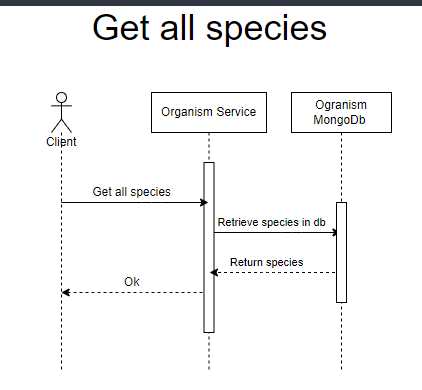 Get all species
Organism Service
Ogranism
MongoDb
Client
Get all species
Retrieve species in db
Return species
Ok